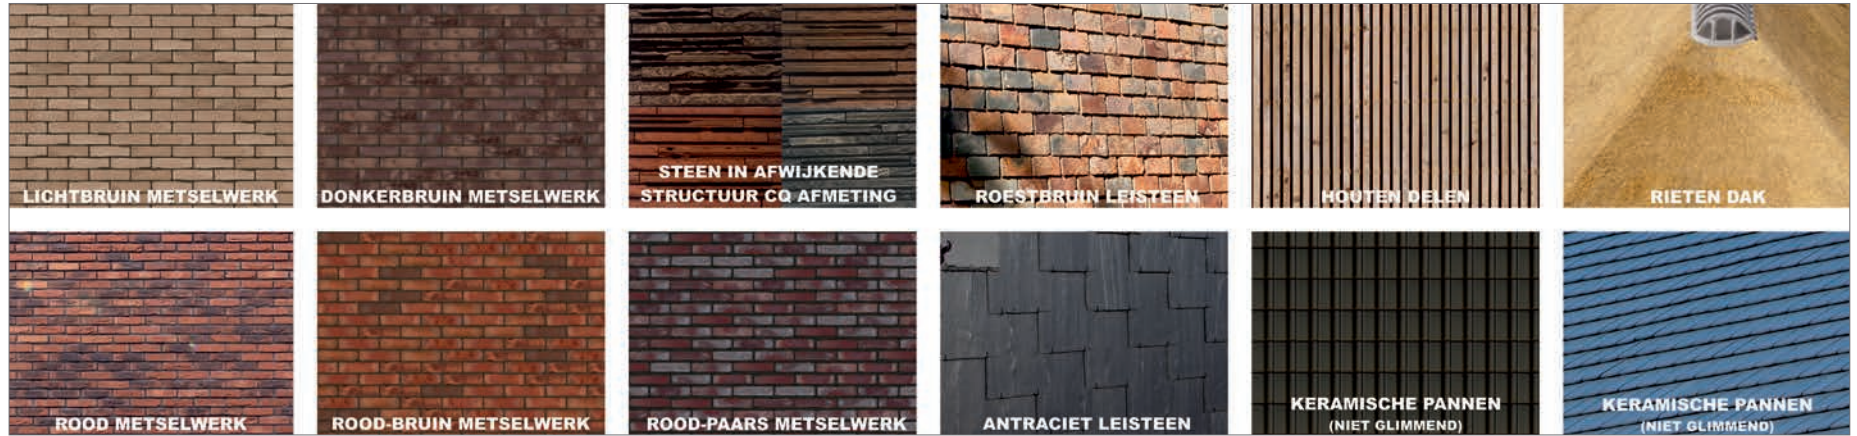 LICHTBRUIN METSELWERK
DONKERBRUIN METSELWERK
STEEN IN AFWIJKENDE
STRUCTUUR CQ AFMETING
ROESTBRUIN LEISTEEN
HOUTEN DELEN
RIETEN DAK
ROOD METSELWERK
ROOD-BRUIN METSELWERK
ROOD-PAARS METSELWERK
ANTRACIET LEISTEEN
KERAMISCHE PANNEN
(NIET GLIMMEND)
KERAMISCHE PANNEN
(NIET GLIMMEND)